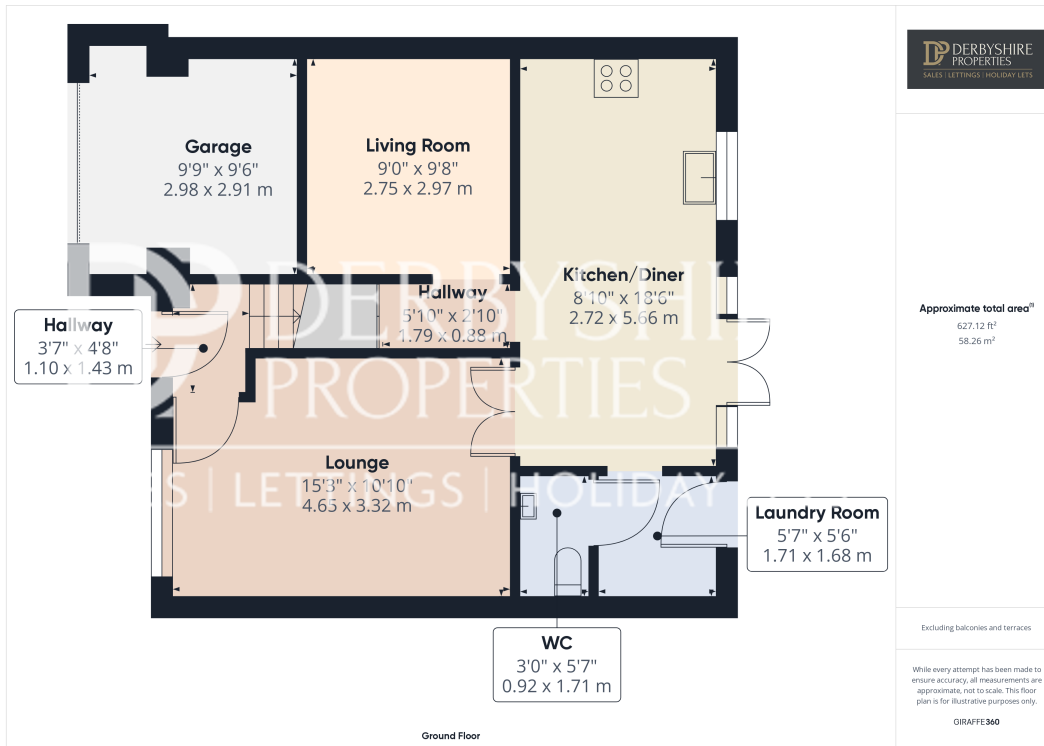 DERBYSHIRE
PROPERTIES
SALES | LETTINGS | HOLIDAY LETS
Garage
9'9" x 9'6"
2.98 x 2.91 m
Living Room
9'0" x 9'8"
2.75 x 2.97 m
Kitchen/Diner
8'10" x 18'6"
2.72 x 5.66 m
Hallway
5'10" x 2'10"
1.79 x 0.88 m
Hallway
3'7" x 4'8"
1.10 x 1.43 m
DERBYSHIRE
PROPERTIES
LETTINGS | HOLIDAY
Lounge
15'3" x 10'10"
4.65 x 3.32 m
Laundry Room
5'7" x 5'6"
1.71 x 1.68 m
WC
3'0" x 5'7"
0.92 x 1.71 m
Ground Floor
Approximate total area⁽¹⁾
627.12 ft²
58.26 m²
Excluding balconies and terraces
While every attempt has been made to
ensure accuracy, all measurements are
approximate, not to scale. This floor
plan is for illustrative purposes only.
GIRAFFE360